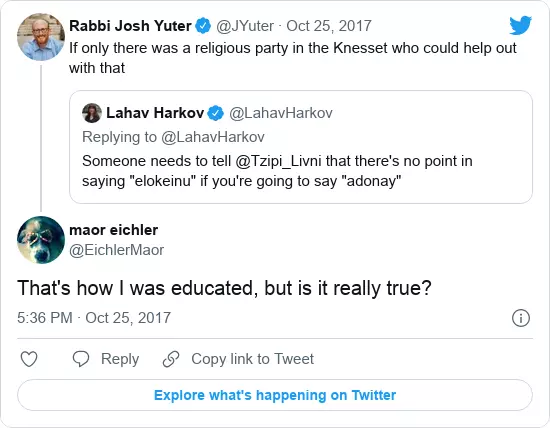 Rabbi Josh Yuter @JYuter · Oct 25, 2017
If only there was a religious party in the Knesset who could help out
with that
Lahav Harkov @LahavHarkov
Replying to @LahavHarkov
Someone needs to tell @Tzipi_Livni that there's no point in
saying "elokeinu" if you're going to say "adonay"
maor eichler
@EichlerMaor
That's how I was educated, but is it really true?
5:36 PM · Oct 25, 2017
Reply
Copy link to Tweet
Explore what's happening on Twitter